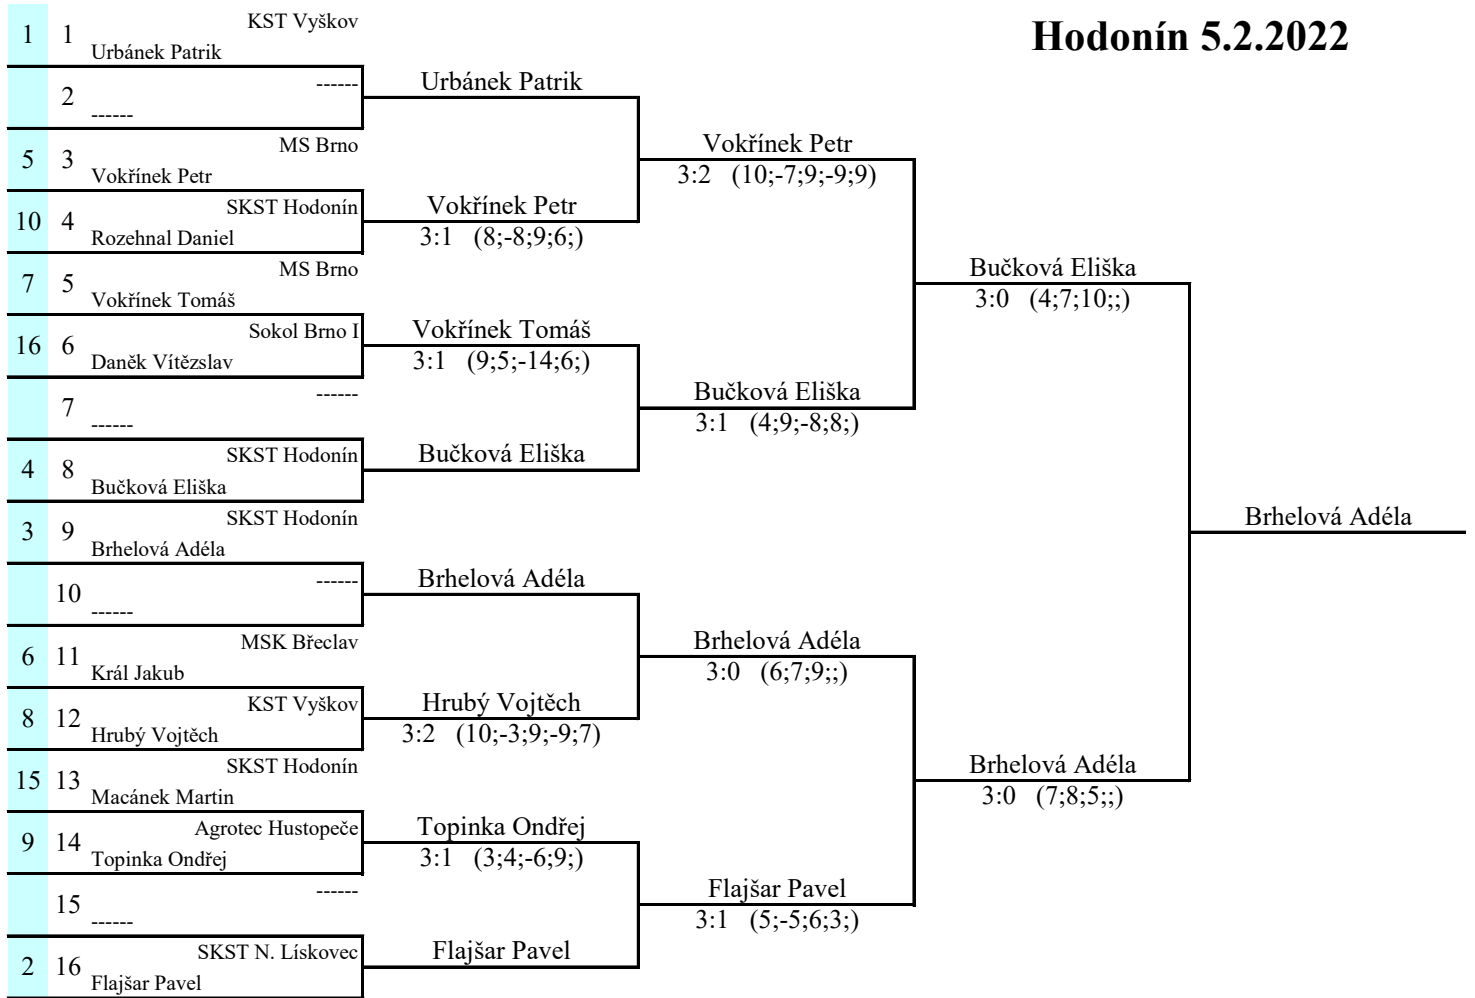 Hodonín 5.2.2022
1 1 KST Vyškov
Urbánek Patrik
2 ------
------
5 3 MS Brno
Vokřínek Petr
10 4 SKST Hodonín
Rozehnal Daniel
7 5 MS Brno
Vokřínek Tomáš
16 6 Sokol Brno I
Daněk Vítězslav
7 ------
------
4 8 SKST Hodonín
Bučková Eliška
3 9 SKST Hodonín
Brhelová Adéla
10 ------
------
6 11 MSK Břeclav
Král Jakub
8 12 KST Vyškov
Hrubý Vojtěch
15 13 SKST Hodonín
Macánek Martin
9 14 Agrotec Hustopeče
Topinka Ondřej
15 ------
------
2 16 SKST N. Lískovec
Flajšar Pavel
Urbánek Patrik
Vokřínek Petr
3:1 (8;-8;9;6;)
Vokřínek Tomáš
3:1 (9;5;-14;6;)
Bučková Eliška
Brhelová Adéla
Hrubý Vojtěch
3:2 (10;-3;9;-9;7)
Topinka Ondřej
3:1 (3;4;-6;9;)
Flajšar Pavel
Vokřínek Petr
3:2 (10;-7;9;-9;9)
Bučková Eliška
3:1 (4;9;-8;8;)
Brhelová Adéla
3:0 (6;7;9;;)
Flajšar Pavel
3:1 (5;-5;6;3;)
Bučková Eliška
3:0 (4;7;10;;)
Brhelová Adéla
3:0 (7;8;5;;)
Brhelová Adéla